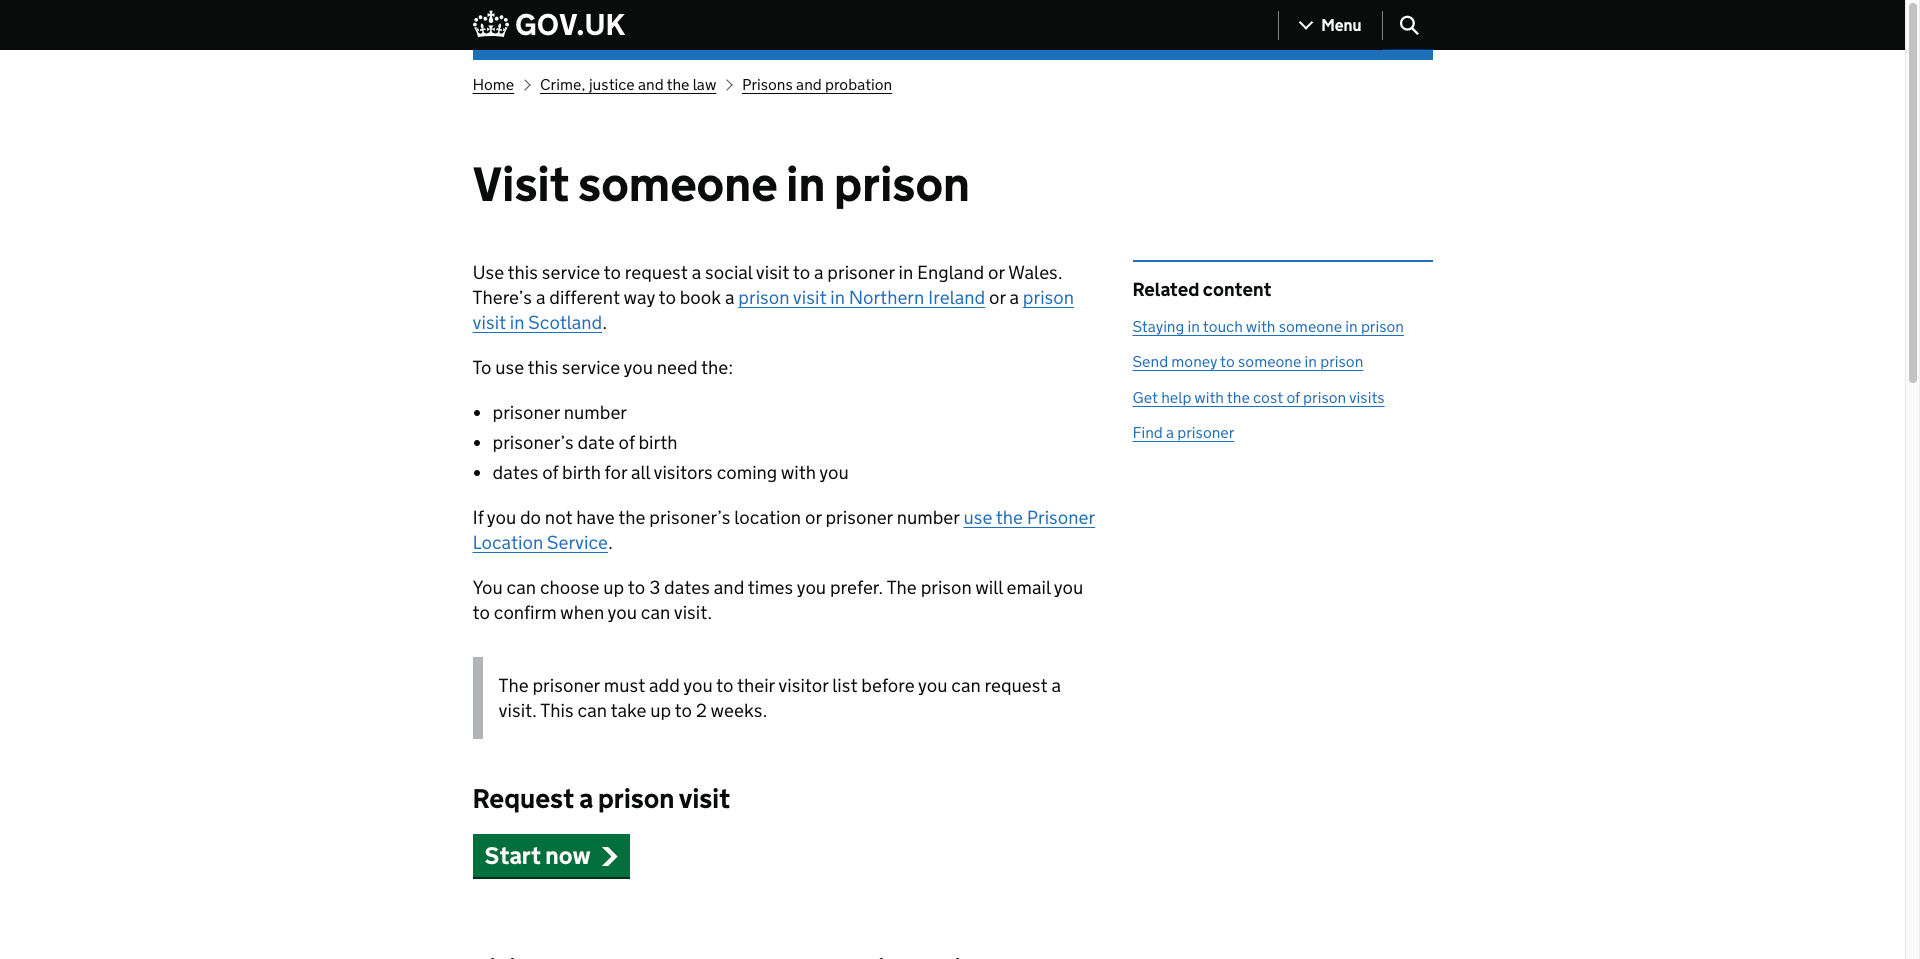 GOV.UK
Menu
Home
Crime, justice and the law
Prisons and probation
Visit someone in prison
Use this service to request a social visit to a prisoner in England or Wales.
There’s a different way to book a prison visit in Northern Ireland or a prison
visit in Scotland.
To use this service you need the:
• prisoner number
• prisoner’s date of birth
• dates of birth for all visitors coming with you
If you do not have the prisoner’s location or prisoner number use the Prisoner
Location Service.
You can choose up to 3 dates and times you prefer. The prison will email you
to confirm when you can visit.
The prisoner must add you to their visitor list before you can request a
visit. This can take up to 2 weeks.
Request a prison visit
Start now
Related content
Staying in touch with someone in prison
Send money to someone in prison
Get help with the cost of prison visits
Find a prisoner